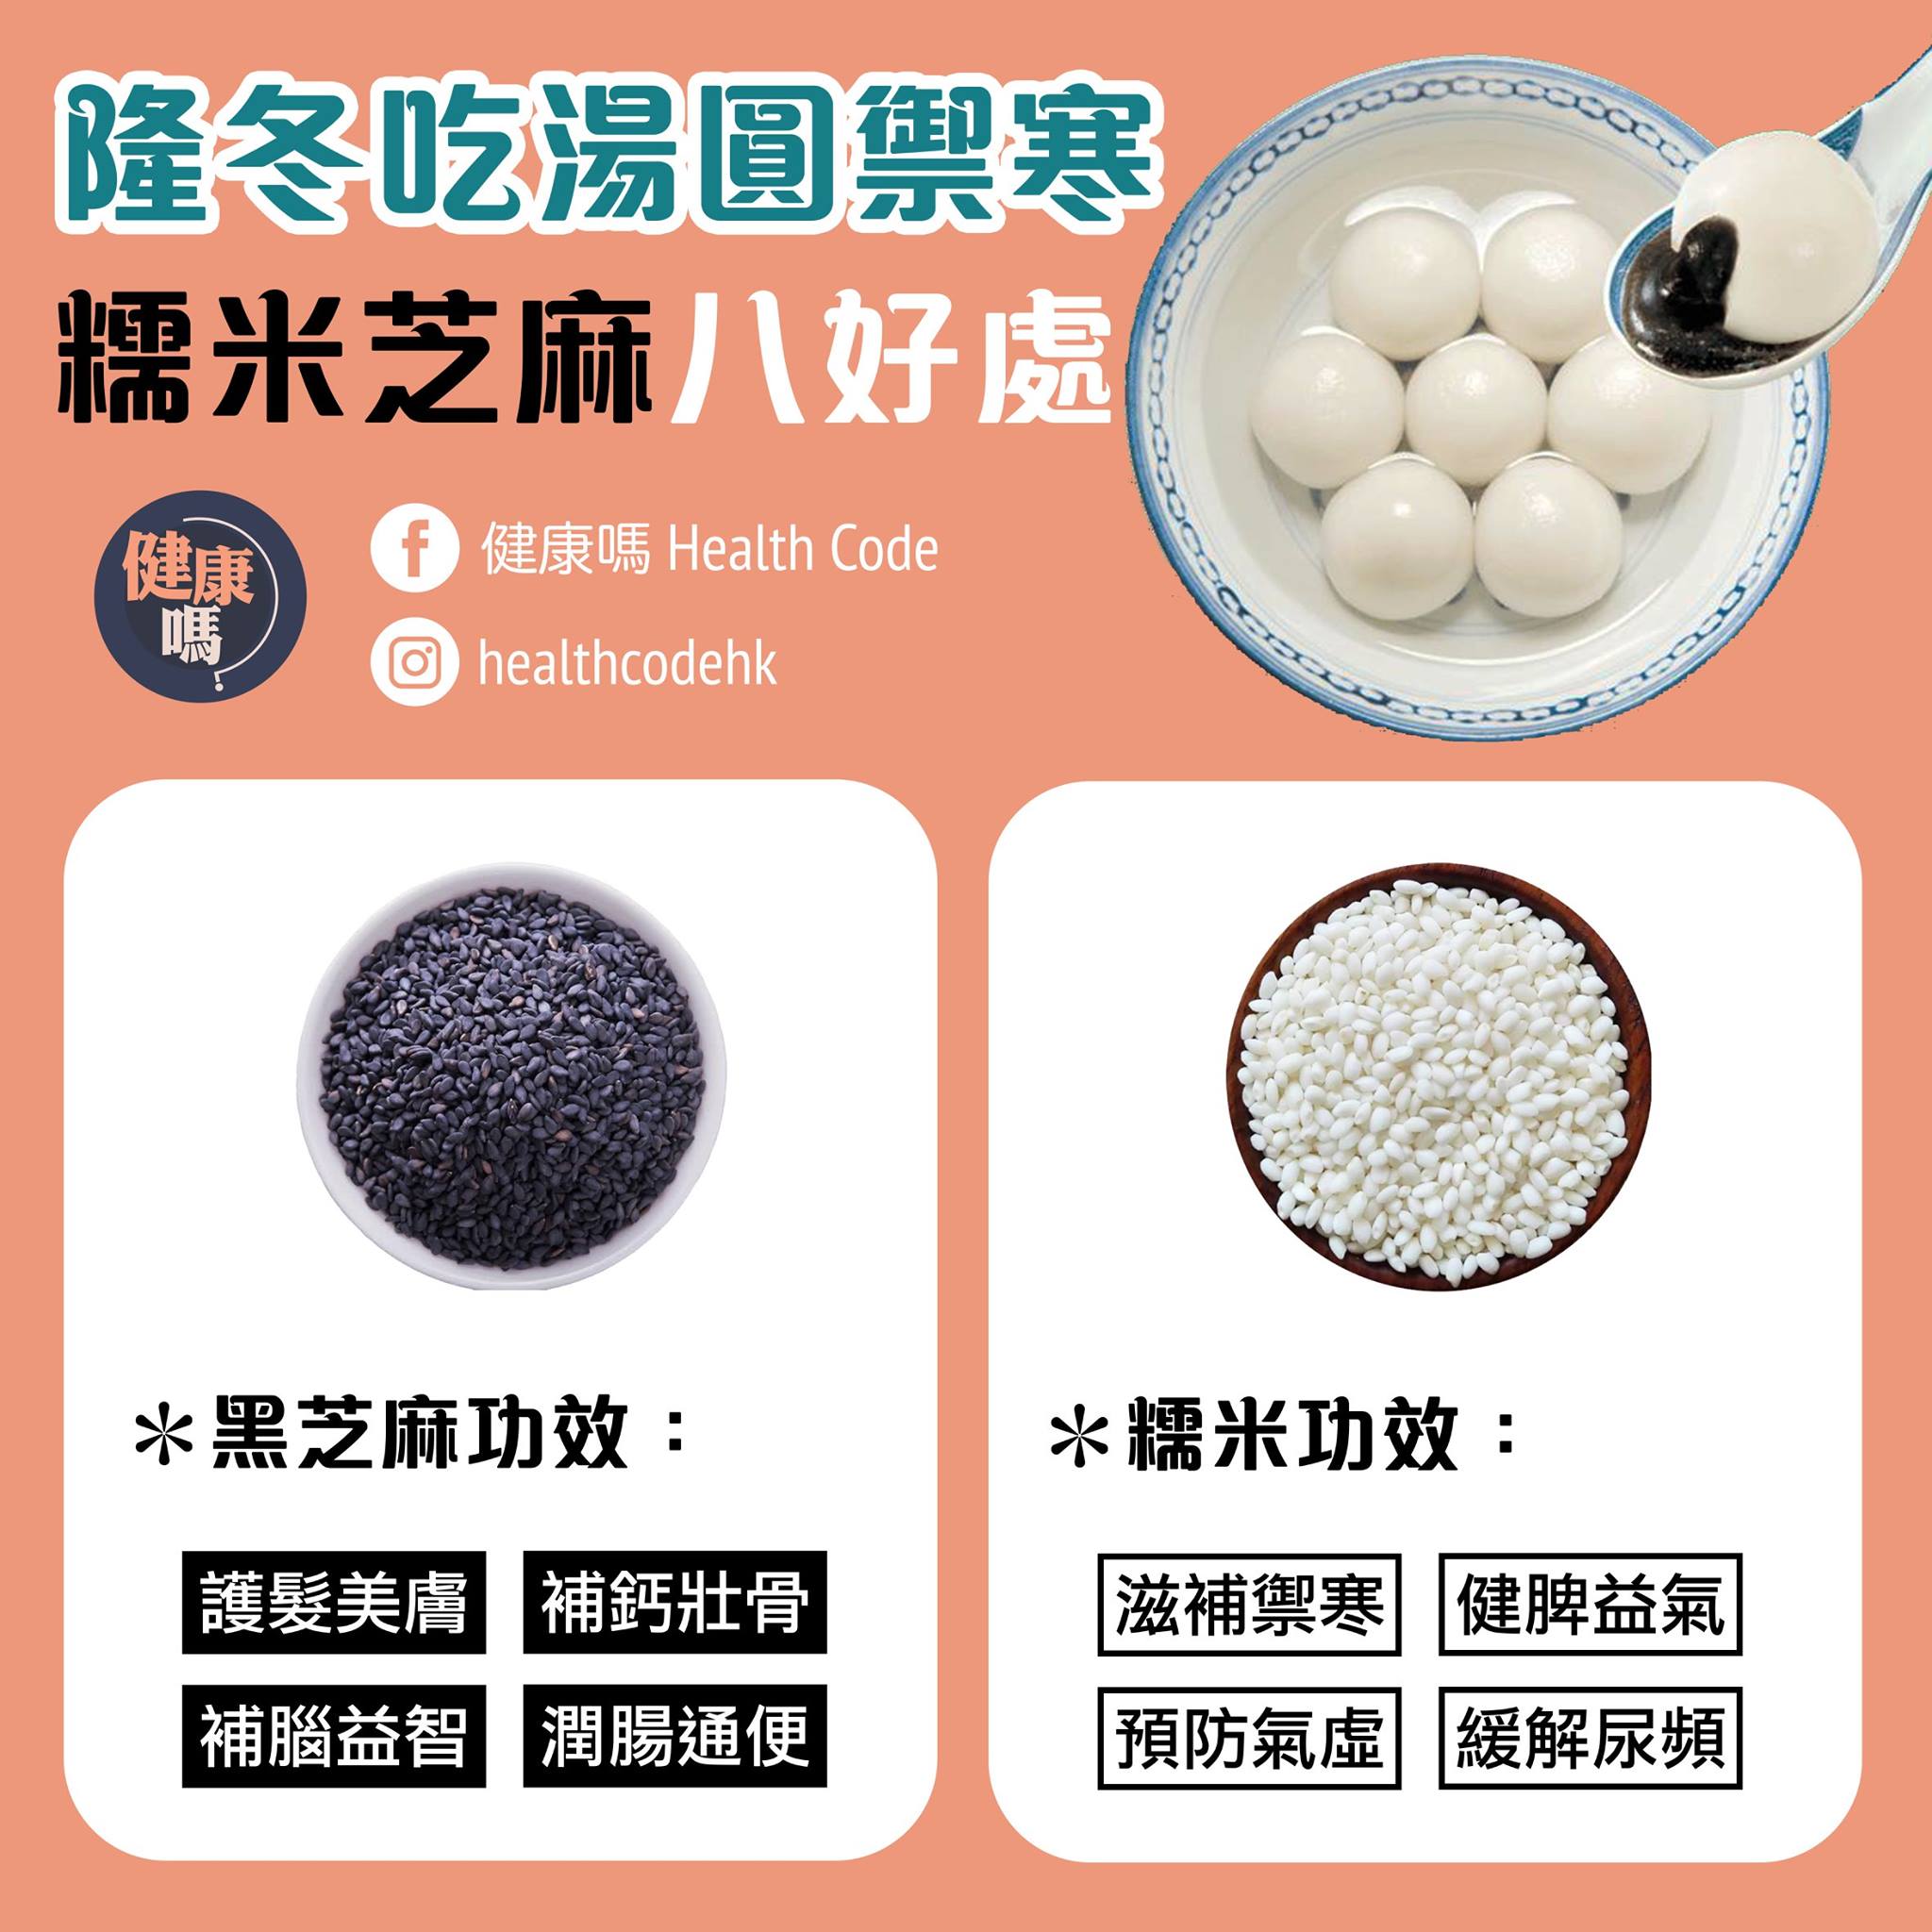 隆冬吃湯圓禦寒
糯米芝麻八好處
健康
嗎?
健康嗎 Health Code
healthcodehk
＊黑芝麻功效：
護髮美膚
補鈣壯骨
補腦益智
潤腸通便
＊糯米功效：
滋補禦寒
健脾益氣
預防氣虛
緩解尿頻